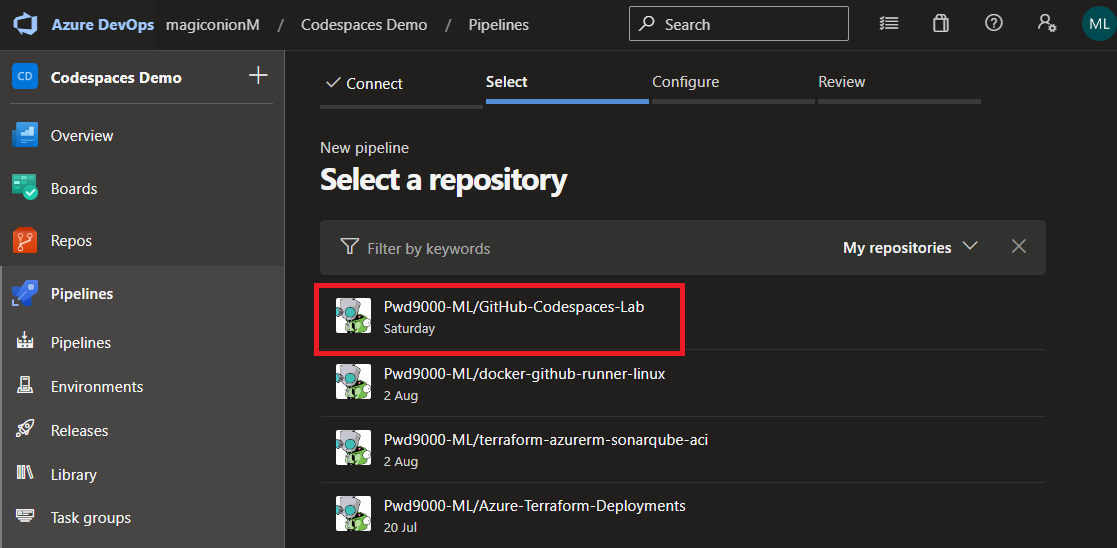 Azure DevOps magiconionM / Codespaces Demo / Pipelines Search ML
CD Codespaces Demo
Overview
Boards
Repos
Pipelines
Pipelines
Environments
Releases
Library
Task groups
Connect Select Configure Review
New pipeline
Select a repository
Filter by keywords My repositories
Pwd9000-ML/GitHub-Codespaces-Lab
Saturday
Pwd9000-ML/docker-github-runner-linux
2 Aug
Pwd9000-ML/terraform-azurerm-sonarqube-aci
2 Aug
Pwd9000-ML/Azure-Terraform-Deployments
20 Jul